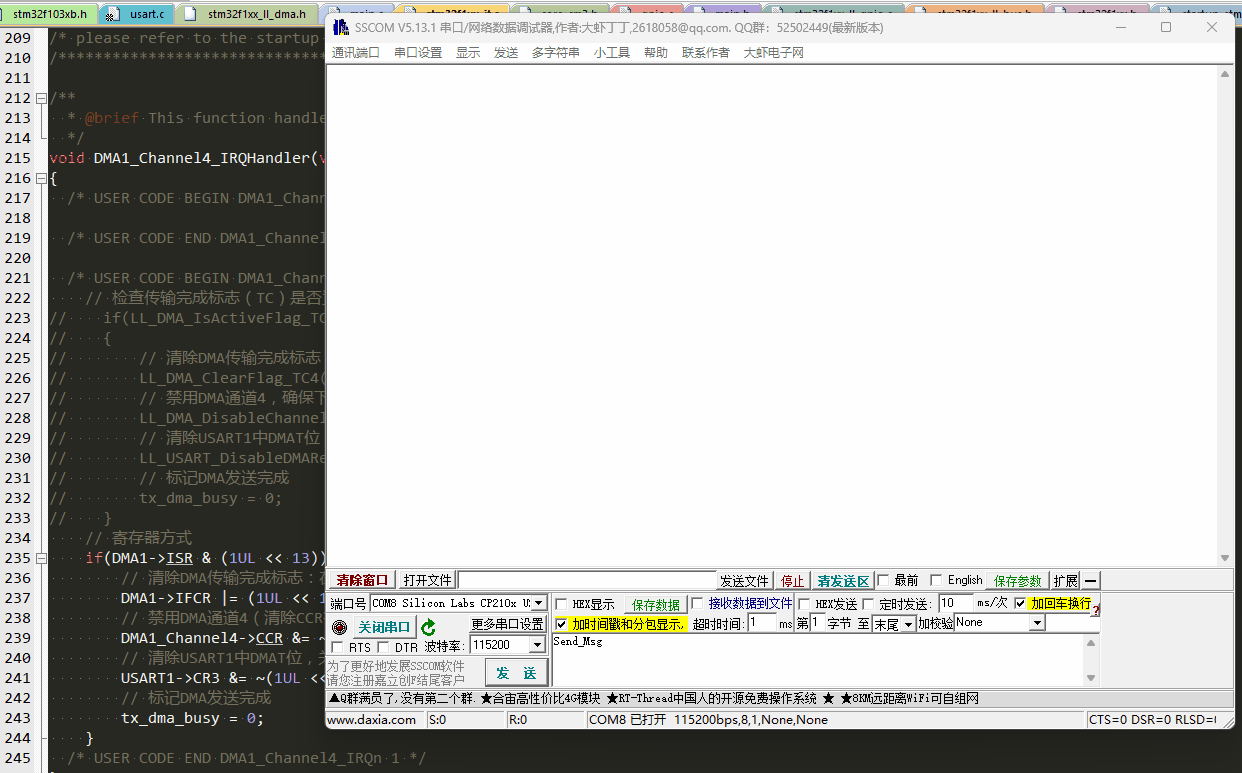 stm32f103xb.h usart.c stm32f1xx_ll_dma.h
SSCOM V5.13.1 串口/网络数据调试器,作者:大虾丁丁,2618058@qq.com. QQ群：52502449(最新版本)
通讯端口 串口设置 显示 发送 多字符串 小工具 帮助 联系作者 大虾电子网
209 /* please refer to the startup
210 /******************************
211
212 /**
213 * @brief This function handle
214 */
215 void DMA1_Channel4_IRQHandler(
216 {
217 /* USER CODE BEGIN DMA1_Chann
218
219 /* USER CODE END DMA1_Channel
220
221 /* USER CODE BEGIN DMA1_Chann
222 // 检查传输完成标志（TC）是否
223 // if(LL_DMA_IsActiveFlag_TC
224 // {
225 // // 清除DMA传输完成标志
226 // LL_DMA_ClearFlag_TC4(
227 // // 禁用DMA通道4，确保下
228 // LL_DMA_DisableChannel
229 // // 清除USART1中DMAT位
230 // LL_USART_DisableDMARe
231 // // 标记DMA发送完成
232 // tx_dma_busy = 0;
233 // }
234 // 寄存器方式
235 if(DMA1->ISR & (1UL << 13))
236 // 清除DMA传输完成标志：
237 DMA1->IFCR |= (1UL << 1
238 // 禁用DMA通道4（清除CCR
239 DMA1_Channel4->CCR &= ~
240 // 清除USART1中DMAT位，
241 USART1->CR3 &= ~(1UL <<
242 // 标记DMA发送完成
243 tx_dma_busy = 0;
244 }
245 /* USER CODE END DMA1_Channel4_IRQn 1 */
清除窗口 打开文件 发送文件 停止 清发送区 最前 English 保存参数 扩展 —
端口号 COM8 Silicon Labs CP210x U HEX显示 保存数据 接收数据到文件 HEX发送 定时发送: 10 ms/次 加回车换行
关闭串口 更多串口设置 加时间戳和分包显示, 超时时间: 1 ms 第1 字节 至 末尾 加校验 None ?
RTS DTR 波特率: 115200 Send_Msg
为了更好地发展SSCOM软件
请您注册嘉立创F结尾客户
发 送
▲Q群满员了,没有第二个群. ★合宙高性价比4G模块 ★RT-Thread中国人的开源免费操作系统 ★ ★8KM远距离WiFi可自组网
www.daxia.com S:0 R:0 COM8 已打开 115200bps,8,1,None,None CTS=0 DSR=0 RLSD=